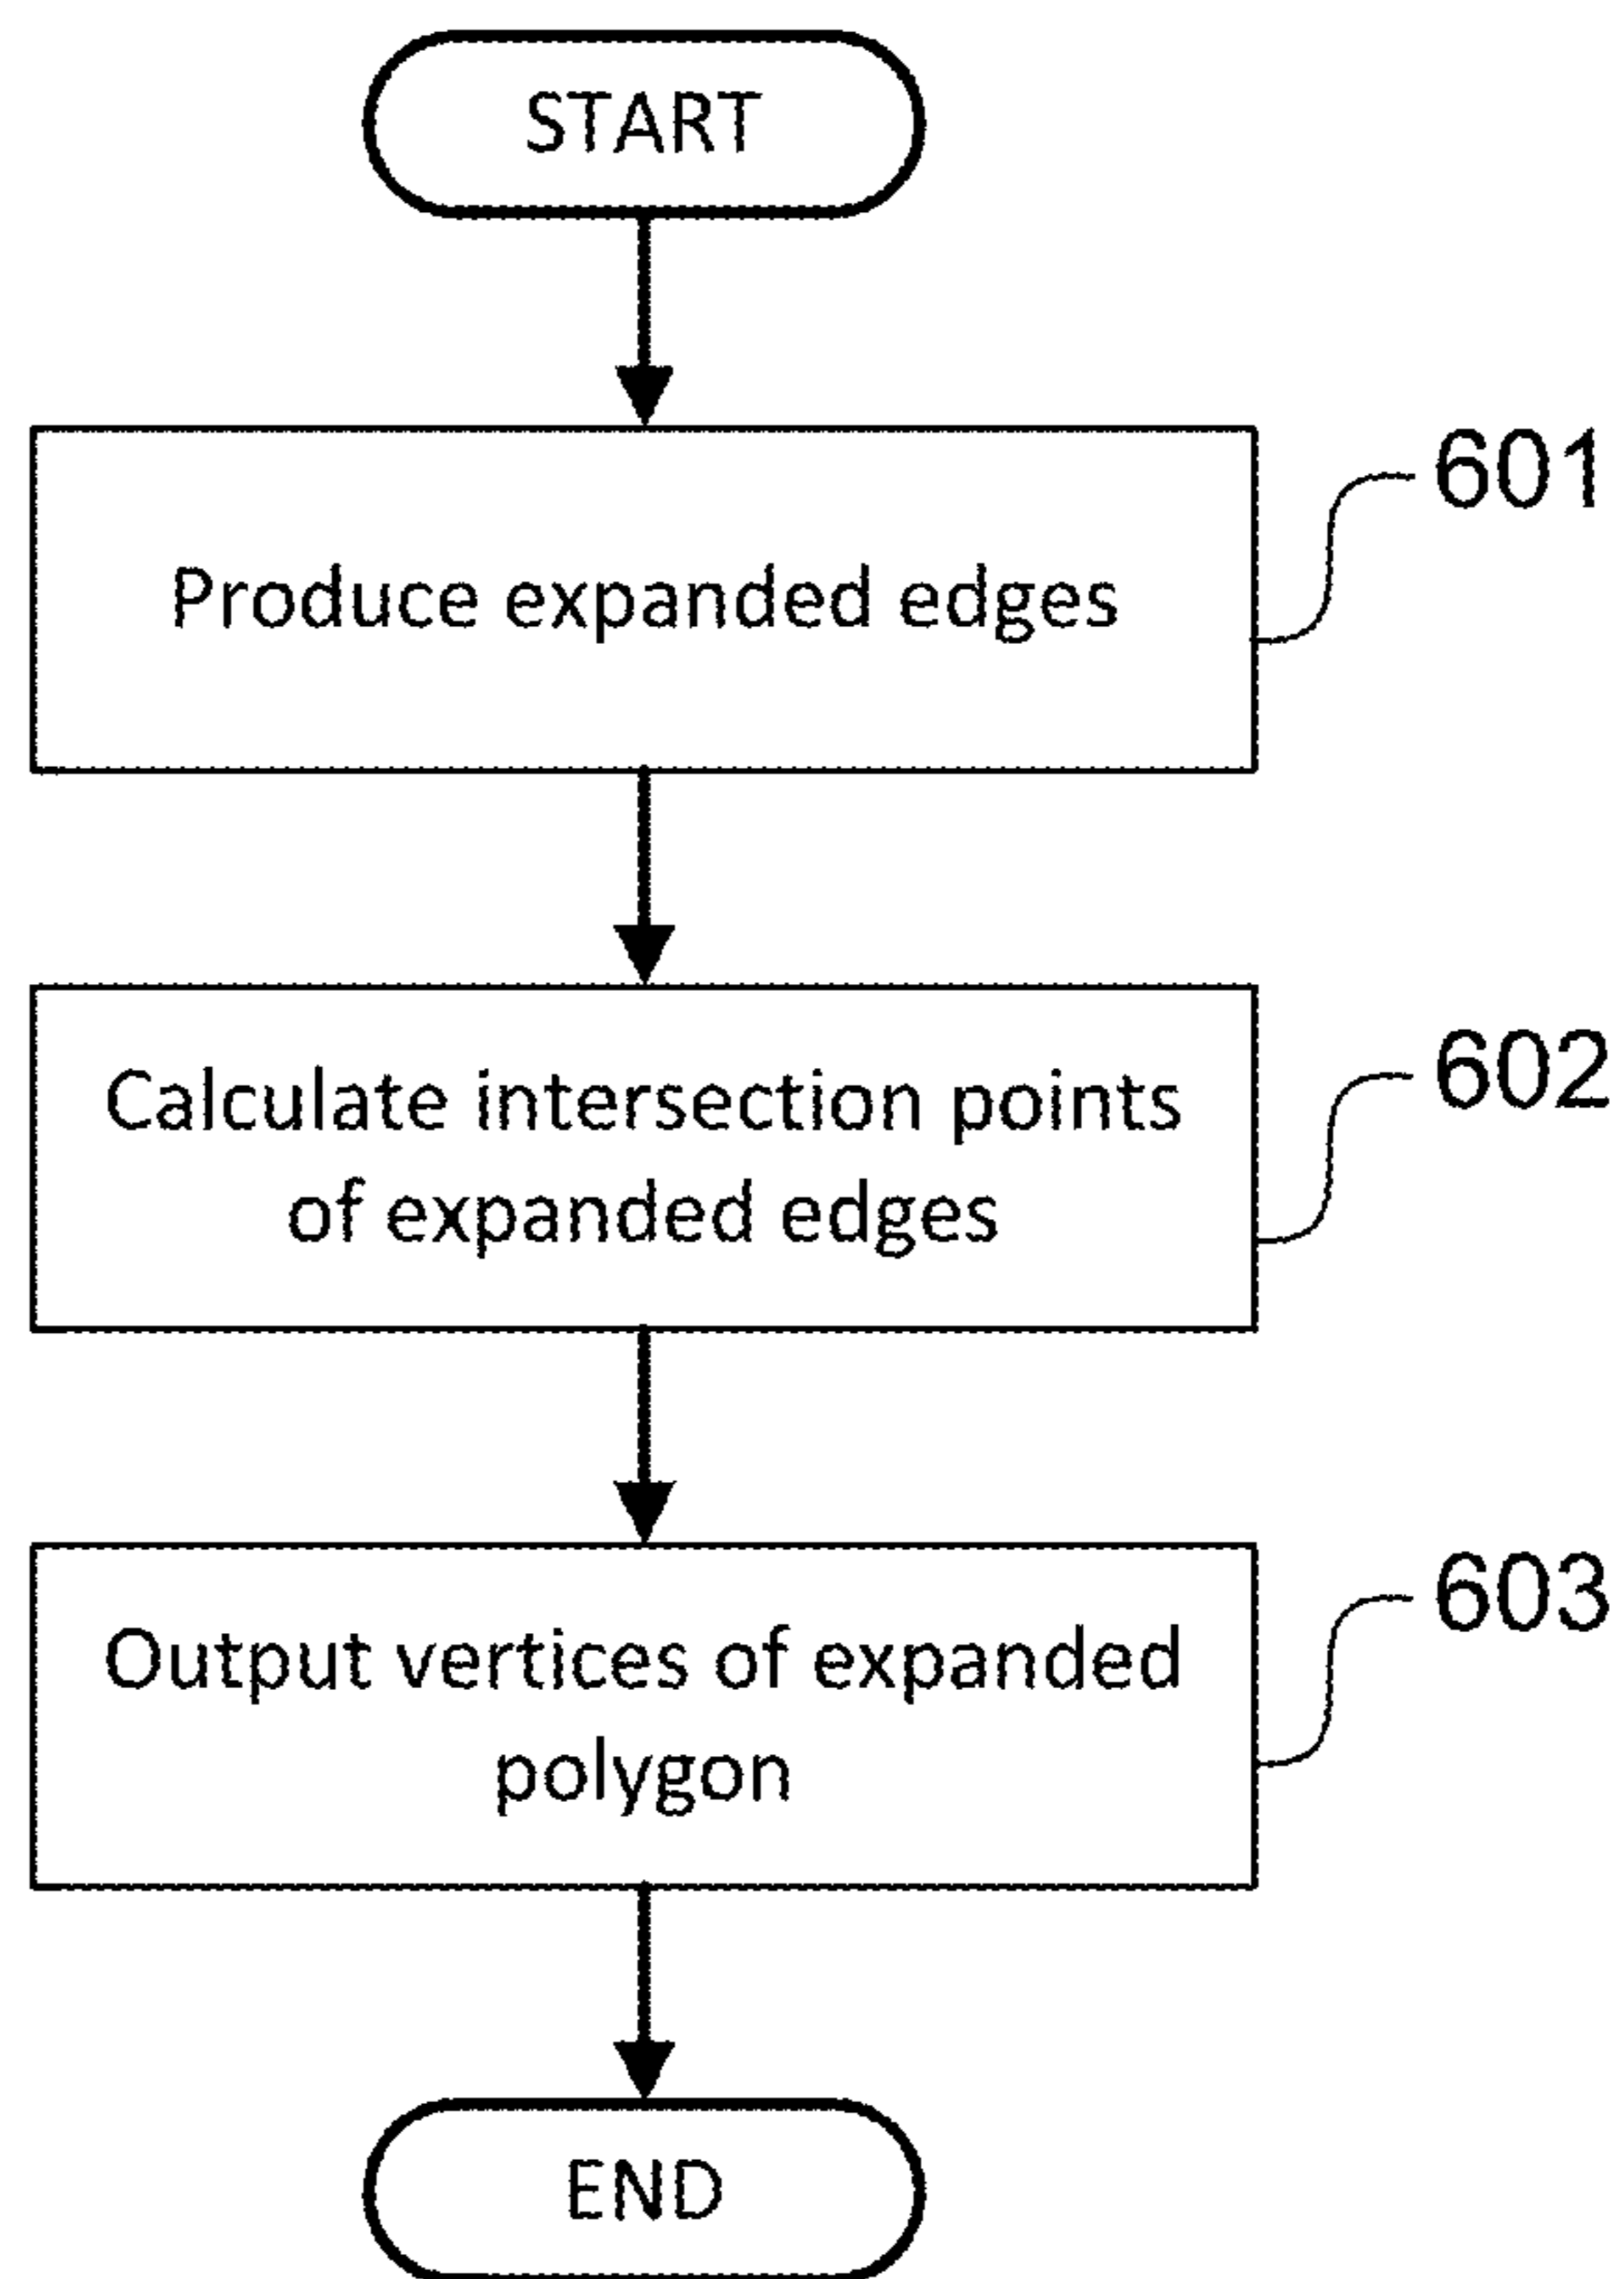 START
601
Produce expanded edges
602
Calculate intersection points
of expanded edges
603
Output vertices of expanded
polygon
END